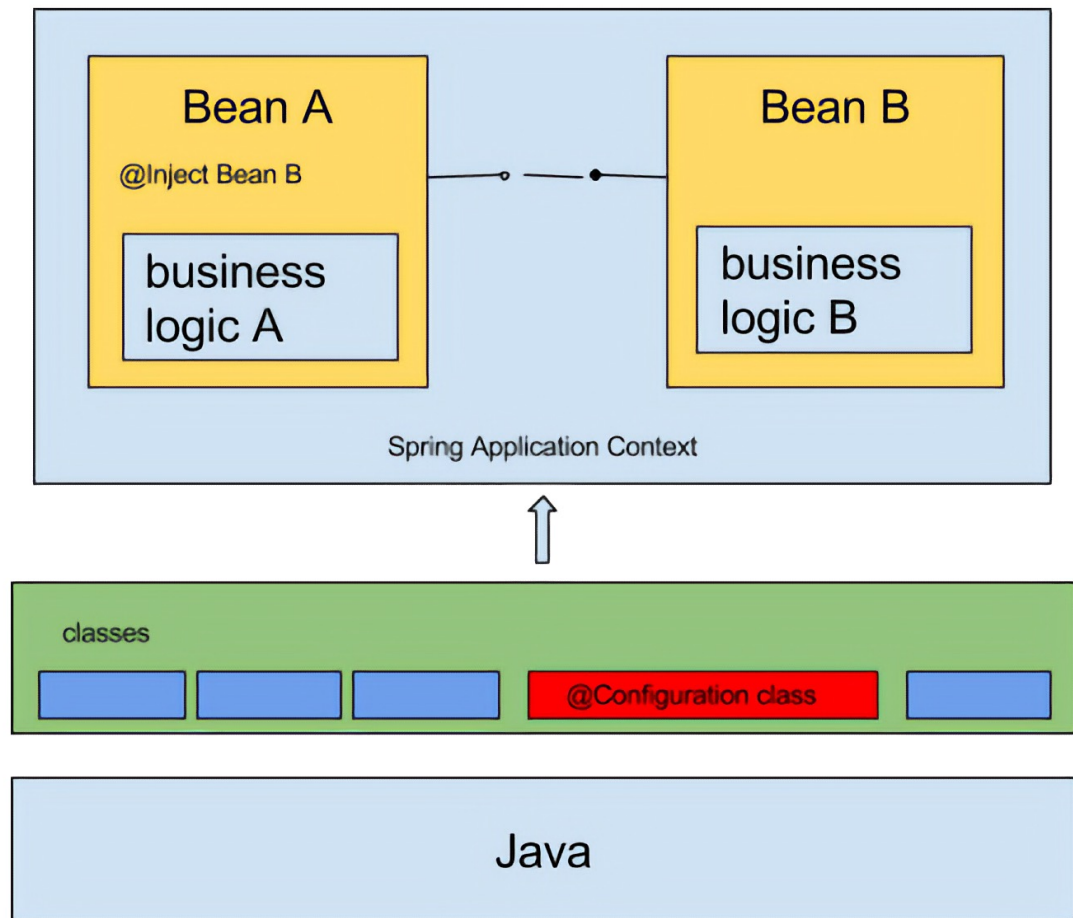 Bean A
Bean B
@Inject Bean B
business
logic A
business
logic B
Spring Application Context
classes
@Configuration class
Java